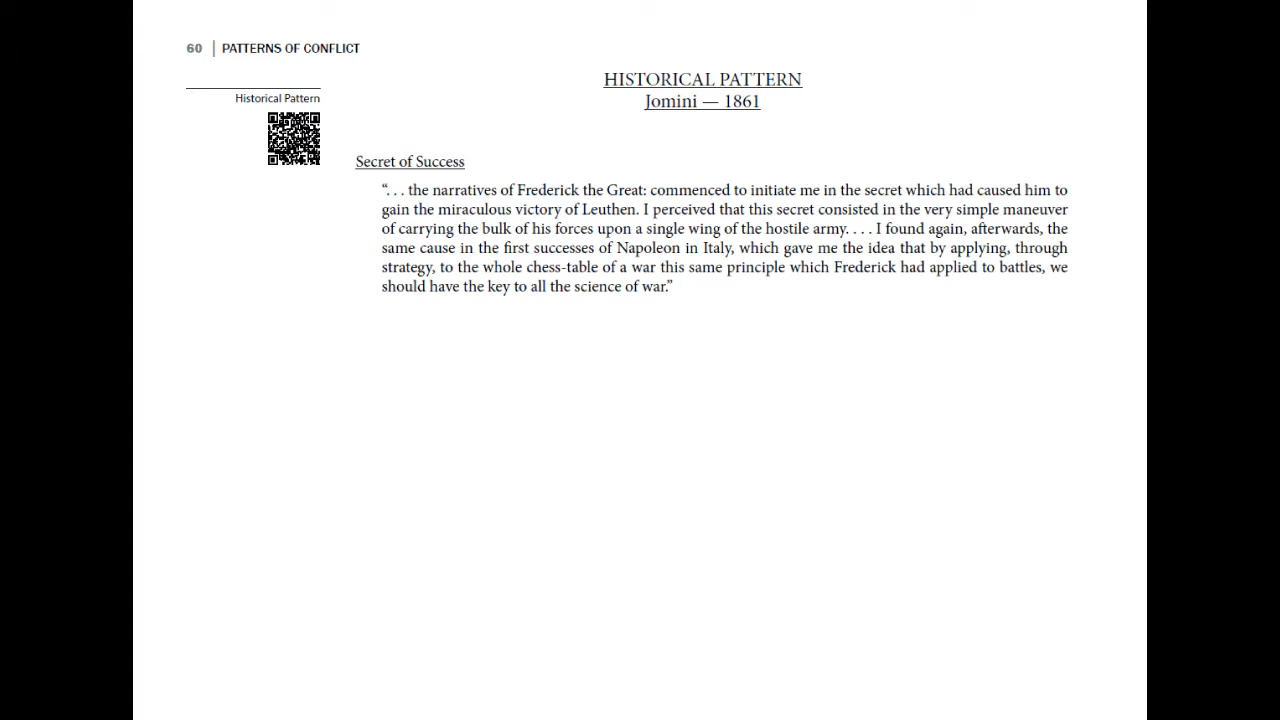 60 | PATTERNS OF CONFLICT
HISTORICAL PATTERN
Jomini — 1861
Historical Pattern
Secret of Success
“. . . the narratives of Frederick the Great: commenced to initiate me in the secret which had caused him to
gain the miraculous victory of Leuthen. I perceived that this secret consisted in the very simple maneuver
of carrying the bulk of his forces upon a single wing of the hostile army. . . . I found again, afterwards, the
same cause in the first successes of Napoleon in Italy, which gave me the idea that by applying, through
strategy, to the whole chess-table of a war this same principle which Frederick had applied to battles, we
should have the key to all the science of war.”